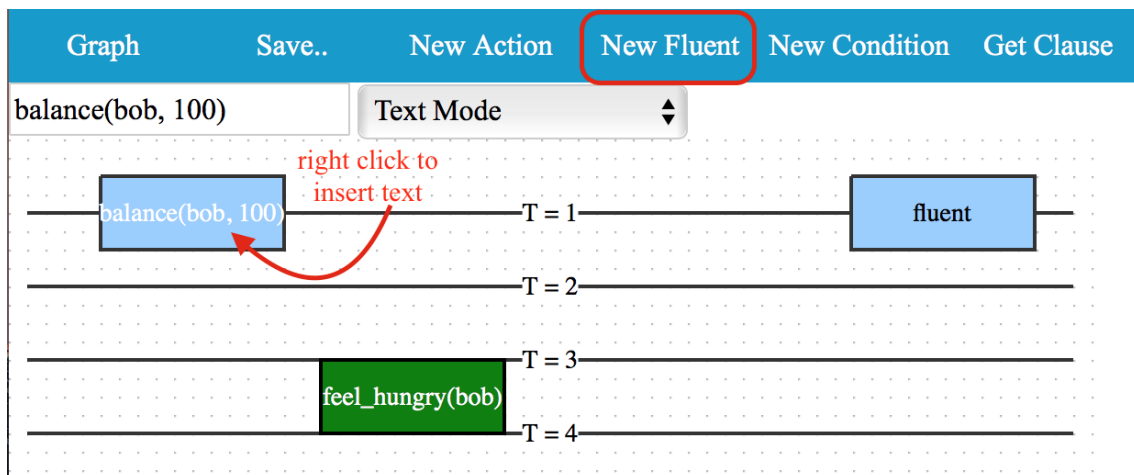 Graph Save.. New Action New Fluent New Condition Get Clause
balance(bob, 100) Text Mode
right click to
insert text
balance(bob, 100) T = 1 fluent
T = 2
T = 3
feel_hungry(bob)
T = 4